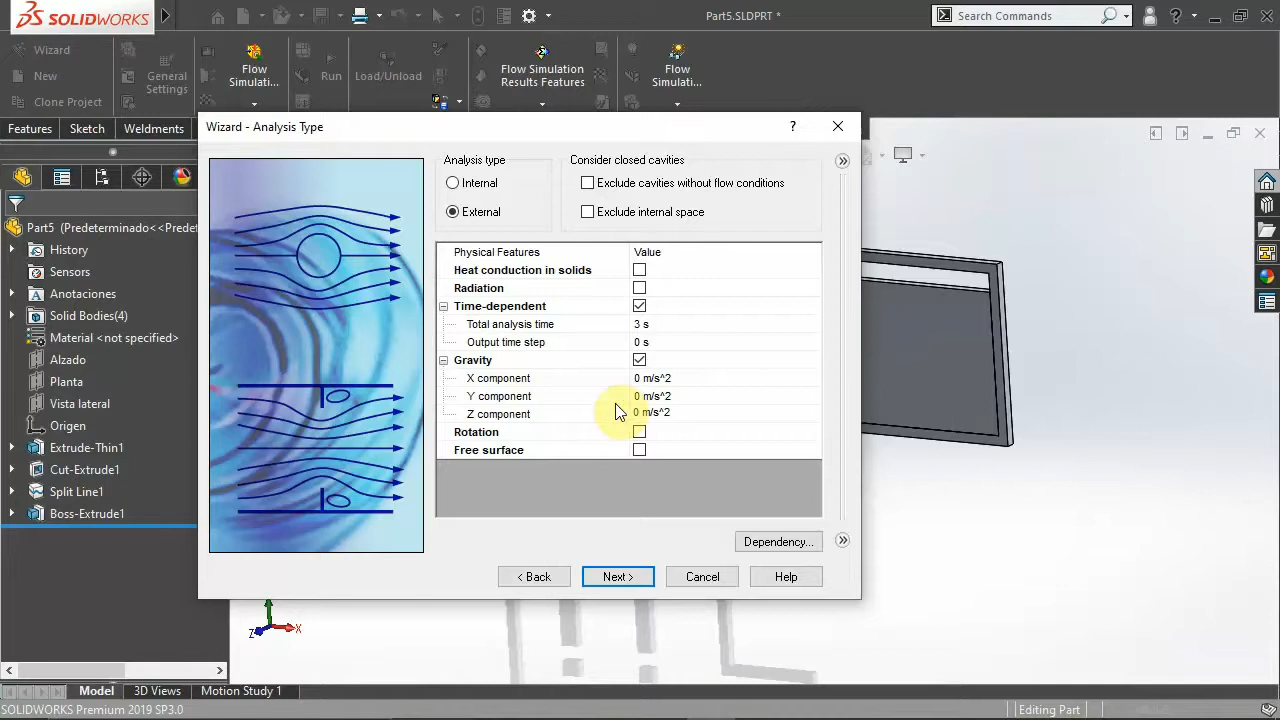 SOLIDWORKS
Part5.SLDPRT *
Search Commands
Wizard
New
Clone Project
General
Settings
Flow
Simulati...
Run
Load/Unload
Flow Simulation
Results Features
Flow
Simulati...
Features
Sketch
Weldments
Wizard - Analysis Type
?
Analysis type
Internal
External
Consider closed cavities
Exclude cavities without flow conditions
Exclude internal space
Physical Features Value
Heat conduction in solids
Radiation
Time-dependent
Total analysis time 3 s
Output time step 0 s
Gravity
X component 0 m/s^2
Y component 0 m/s^2
Z component 0 m/s^2
Rotation
Free surface
Dependency...
< Back
Next >
Cancel
Help
Part5 (Predeterminado<<Predet
History
Sensors
Anotaciones
Solid Bodies(4)
Material <not specified>
Alzado
Planta
Vista lateral
Origen
Extrude-Thin1
Cut-Extrude1
Split Line1
Boss-Extrude1
Z
X
Model
3D Views
Motion Study 1
SOLIDWORKS Premium 2019 SP3.0
Editing Part